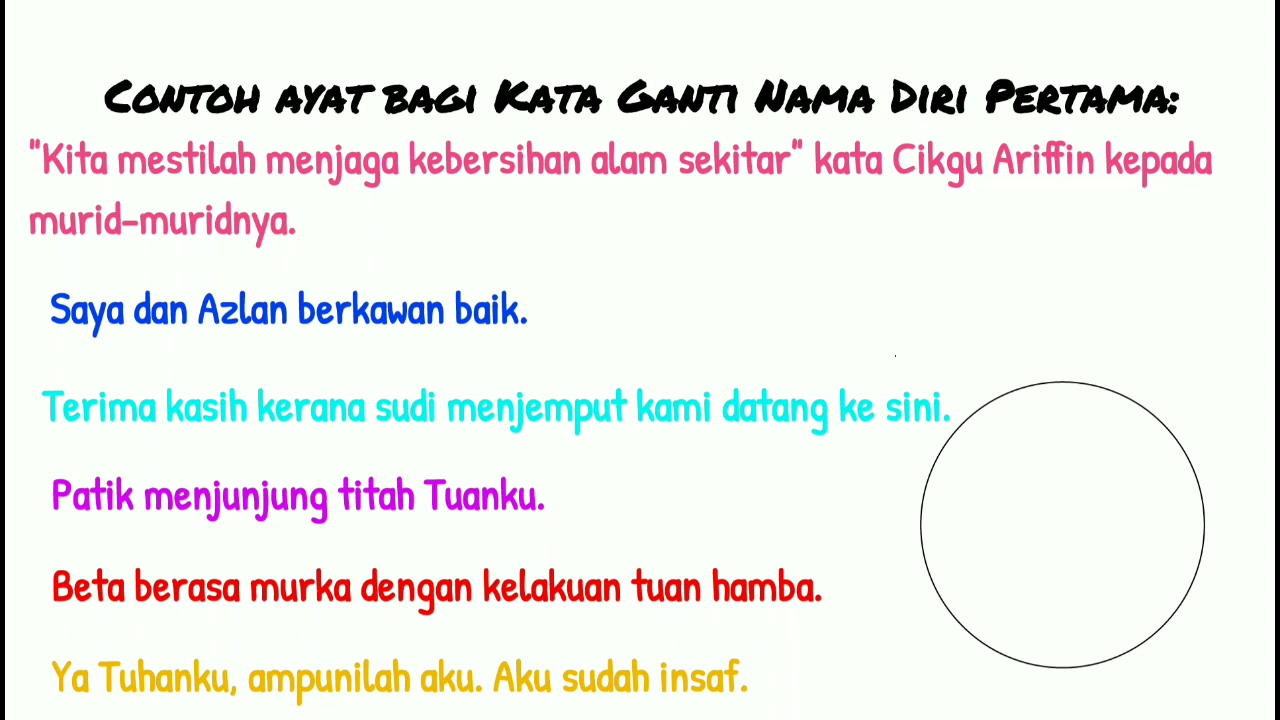 Contoh ayat bagi Kata Ganti Nama Diri Pertama:
"Kita mestilah menjaga kebersihan alam sekitar" kata Cikgu Ariffin kepada
murid-muridnya.
Saya dan Azlan berkawan baik.
Terima kasih kerana sudi menjemput kami datang ke sini.
Patik menjunjung titah Tuanku.
Beta berasa murka dengan kelakuan tuan hamba.
Ya Tuhanku, ampunilah aku. Aku sudah insaf.